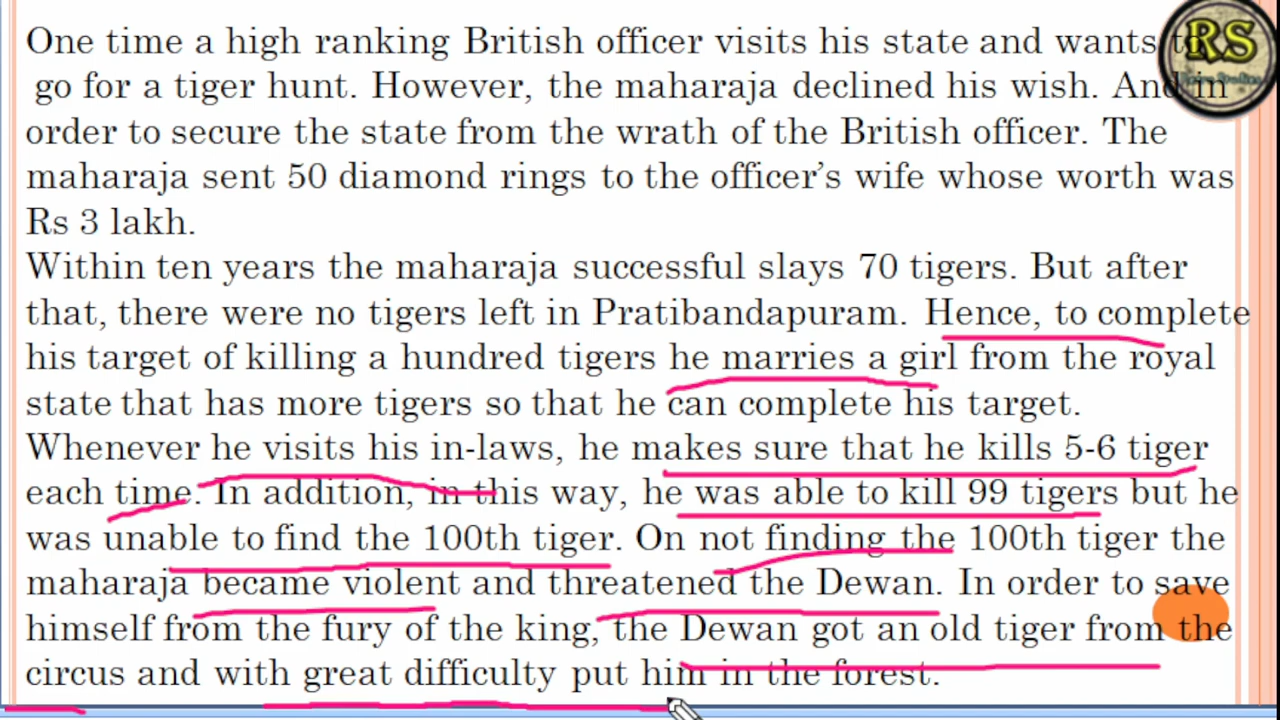 One time a high ranking British officer visits his state and wants to
go for a tiger hunt. However, the maharaja declined his wish. And in
order to secure the state from the wrath of the British officer. The
maharaja sent 50 diamond rings to the officer’s wife whose worth was
Rs 3 lakh.
Within ten years the maharaja successful slays 70 tigers. But after
that, there were no tigers left in Pratibandapuram. Hence, to complete
his target of killing a hundred tigers he marries a girl from the royal
state that has more tigers so that he can complete his target.
Whenever he visits his in-laws, he makes sure that he kills 5-6 tiger
each time. In addition, in this way, he was able to kill 99 tigers but he
was unable to find the 100th tiger. On not finding the 100th tiger the
maharaja became violent and threatened the Dewan. In order to save
himself from the fury of the king, the Dewan got an old tiger from the
circus and with great difficulty put him in the forest.
RS